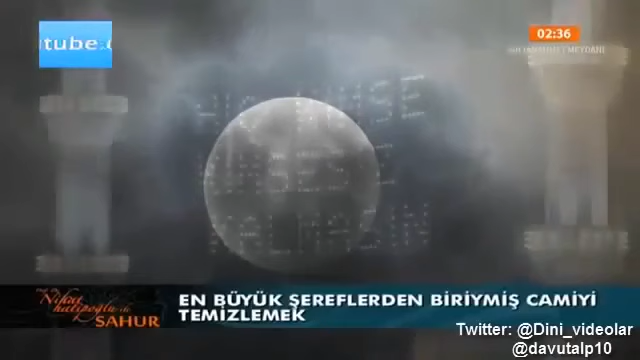 utube.c
02:36
EN BÜYÜK ŞEREFLERDEN BİRİYMİŞ CAMİYİ
TEMİZLEMEK
Nihat
hatipoğlu ile
SAHUR
Twitter: @Dini_videolar
@davutalp10